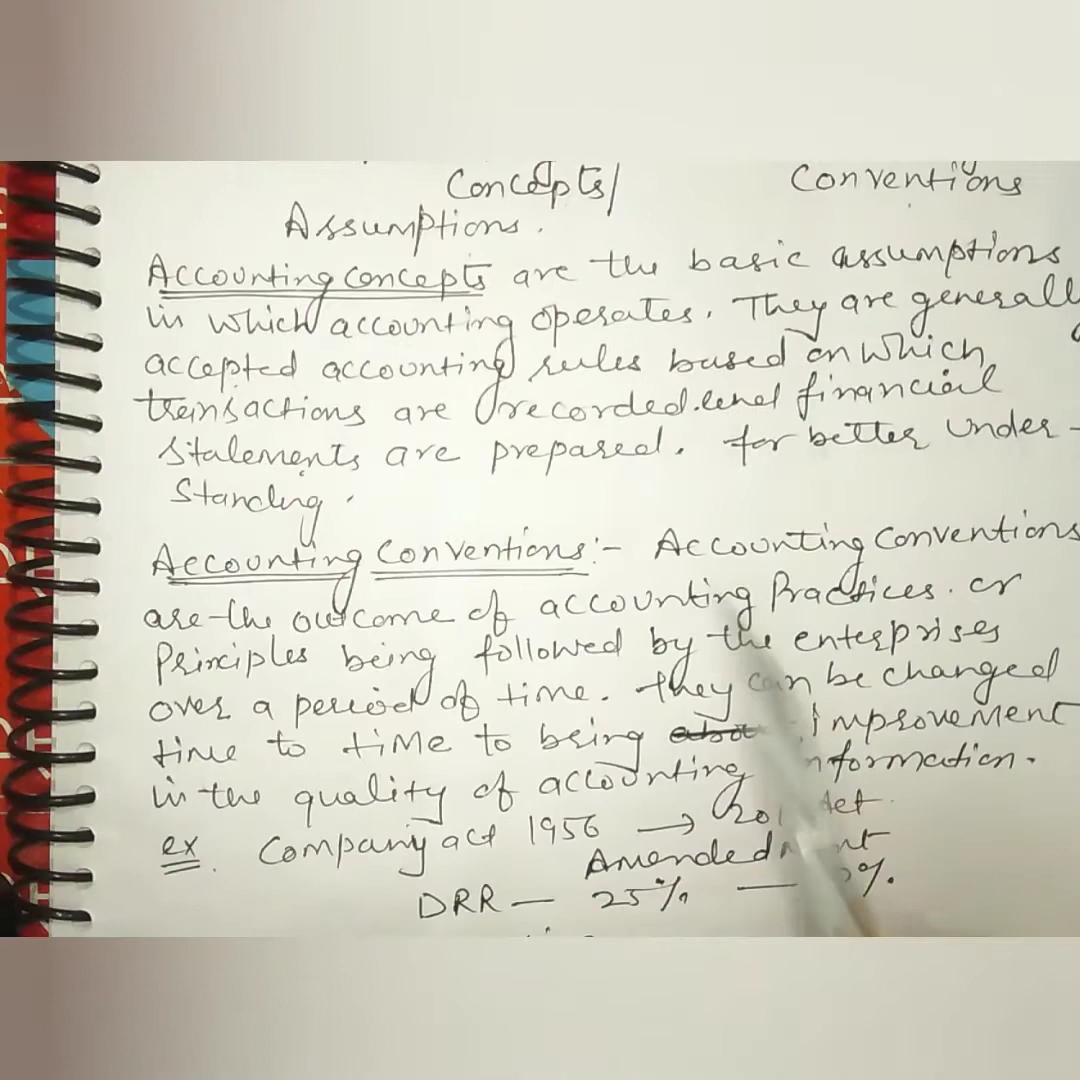 Concepts/ Conventions
Assumptions.
Accounting concepts are the basic assumptions
in which accounting operates. They are generally
accepted accounting rules based on which
transactions are recorded and financial
statements are prepared. for better under-
standing.
Accounting Conventions:- Accounting conventions
are the outcome of accounting Practices. or
Principles being followed by the enterprises
over a period of time. They can be changed
time to time to being Improvement
in the quality of accounting information.
ex. Company act 1956 → Act
Amended
DRR — 25% —